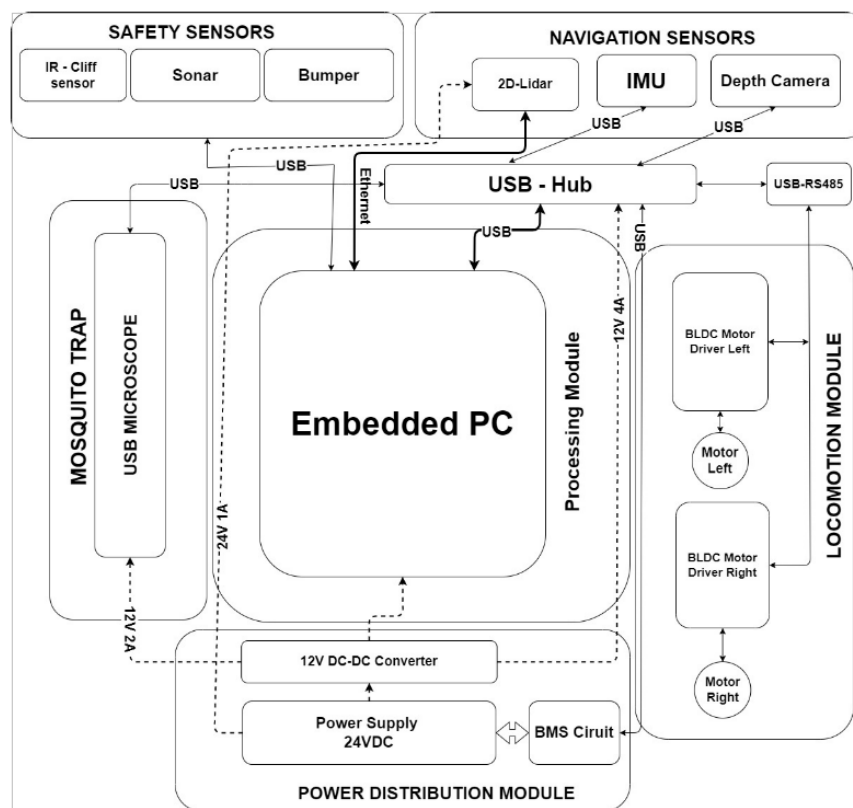 SAFETY SENSORS
IR - Cliff
sensor
Sonar
Bumper
NAVIGATION SENSORS
2D-Lidar
IMU
Depth Camera
USB
USB
USB
Ethernet
USB
USB - Hub
USB-RS485
USB
USB
MOSQUITO TRAP
USB MICROSCOPE
Embedded PC
Processing Module
12V 4A
24V 1A
12V 2A
BLDC Motor
Driver Left
Motor
Left
BLDC Motor
Driver Right
Motor
Right
LOCOMOTION MODULE
12V DC-DC Converter
Power Supply
24VDC
BMS Ciruit
POWER DISTRIBUTION MODULE